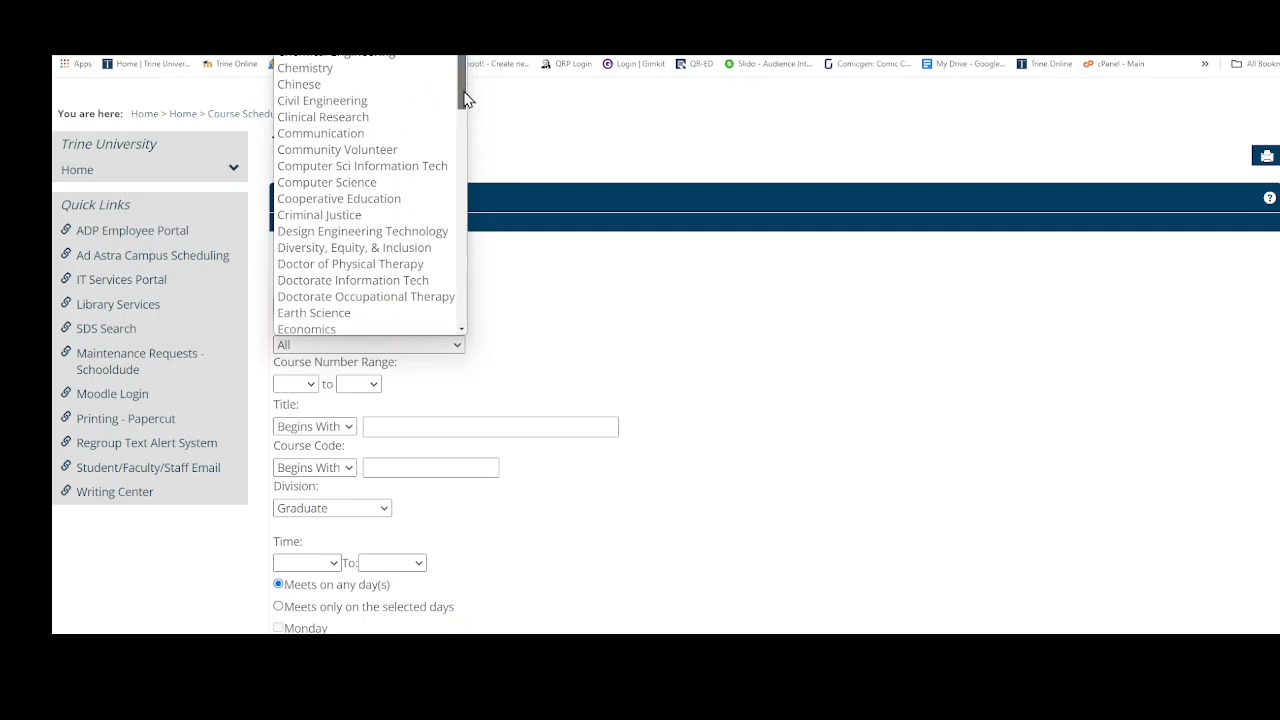 Apps
Home | Trine Univer...
Trine Online
oot! - Create ne...
QRP Login
Login | Gimkit
QR-ED
Slido - Audience Int...
Comicgen: Comic C...
My Drive - Google...
Trine Online
cPanel - Main
»
All Bookm
You are here: Home > Home > Course Schedu
Trine University
Home
Quick Links
ADP Employee Portal
Ad Astra Campus Scheduling
IT Services Portal
Library Services
SDS Search
Maintenance Requests -
Schooldude
Moodle Login
Printing - Papercut
Regroup Text Alert System
Student/Faculty/Staff Email
Writing Center
Chemical Engineering
Chemistry
Chinese
Civil Engineering
Clinical Research
Communication
Community Volunteer
Computer Sci Information Tech
Computer Science
Cooperative Education
Criminal Justice
Design Engineering Technology
Diversity, Equity, & Inclusion
Doctor of Physical Therapy
Doctorate Information Tech
Doctorate Occupational Therapy
Earth Science
Economics
All
Course Number Range:
to
Title:
Begins With
Course Code:
Begins With
Division:
Graduate
Time:
To:
Meets on any day(s)
Meets only on the selected days
Monday